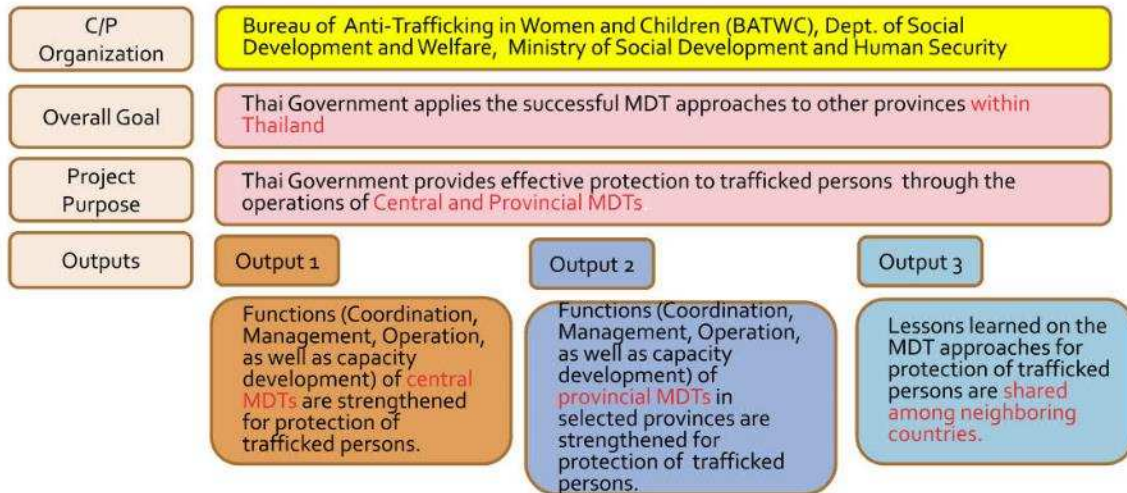 C/P
Organization
Bureau of Anti-Trafficking in Women and Children (BATWC), Dept. of Social
Development and Welfare, Ministry of Social Development and Human Security
Overall Goal
Thai Government applies the successful MDT approaches to other provinces within
Thailand
Project
Purpose
Thai Government provides effective protection to trafficked persons through the
operations of Central and Provincial MDTs.
Outputs
Output 1
Output 2
Output 3
Functions (Coordination,
Management, Operation,
as well as capacity
development) of central
MDTs are strengthened
for protection of
trafficked persons.
Functions (Coordination,
Management, Operation,
as well as capacity
development) of
provincial MDTs in
selected provinces are
strengthened for
protection of trafficked
persons.
Lessons learned on the
MDT approaches for
protection of trafficked
persons are shared
among neighboring
countries.